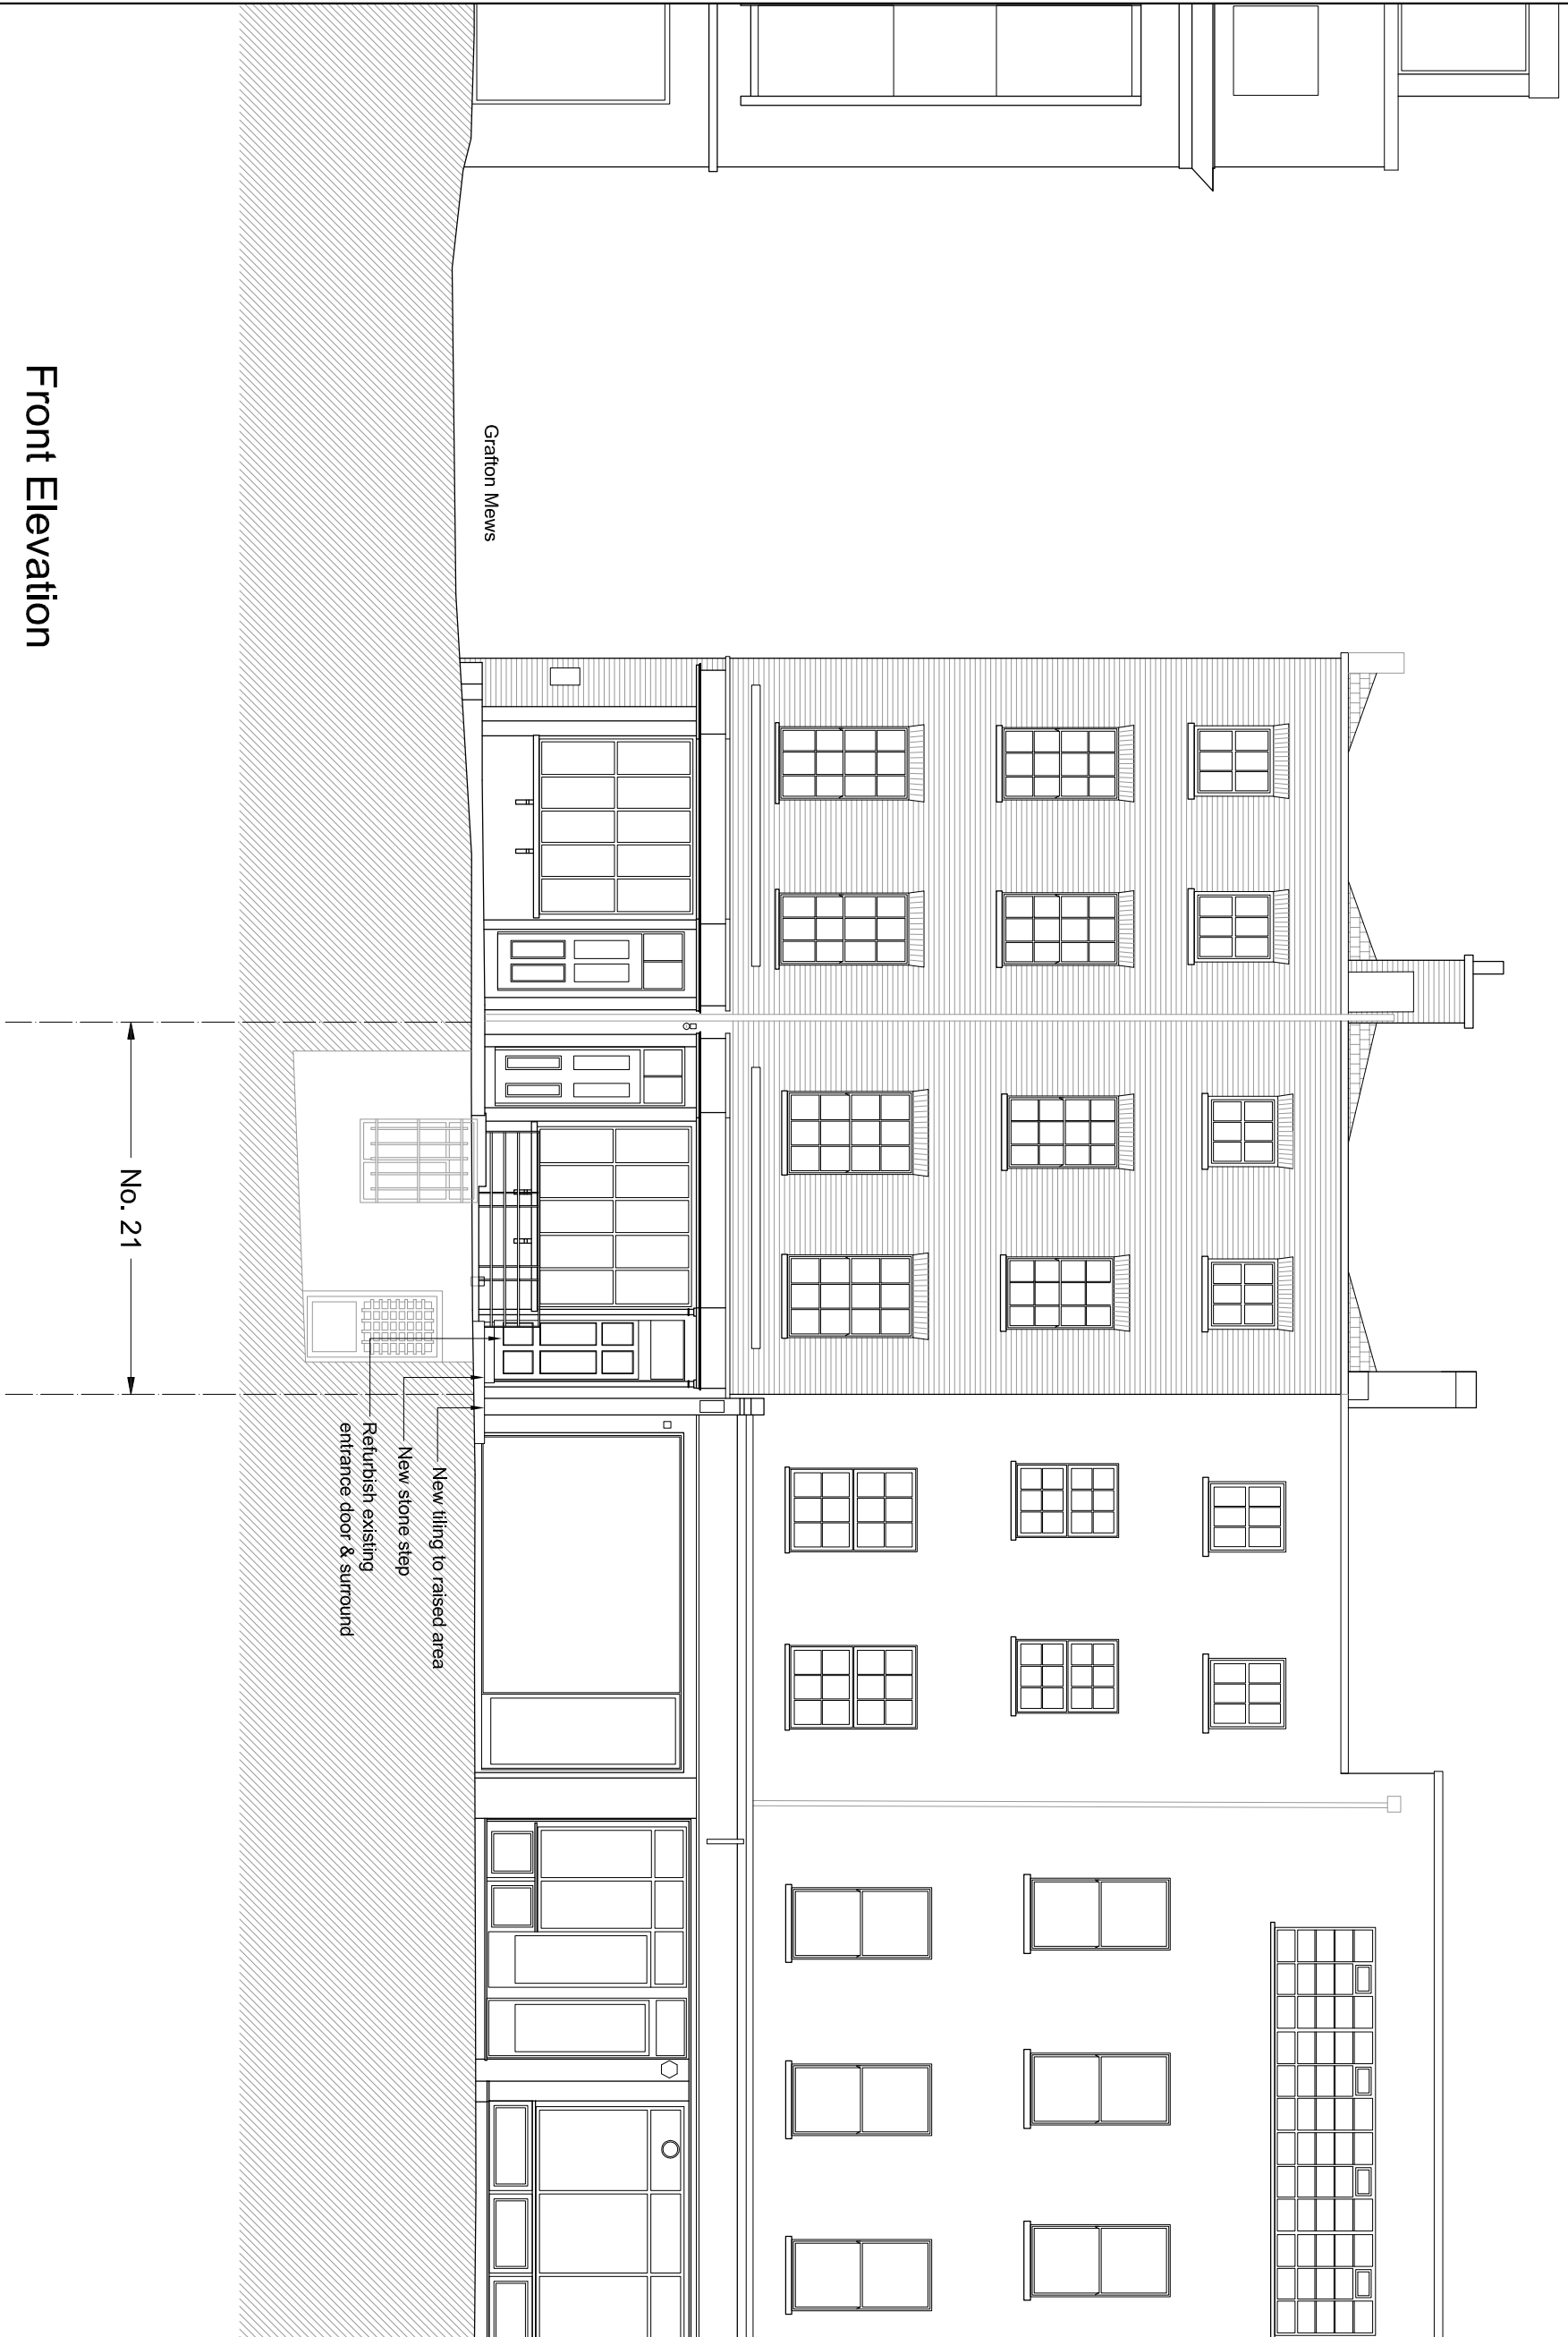 Grafton Mews
New tiling to raised area
New stone step
Refurbish existing
entrance door & surround
No. 21
Front Elevation